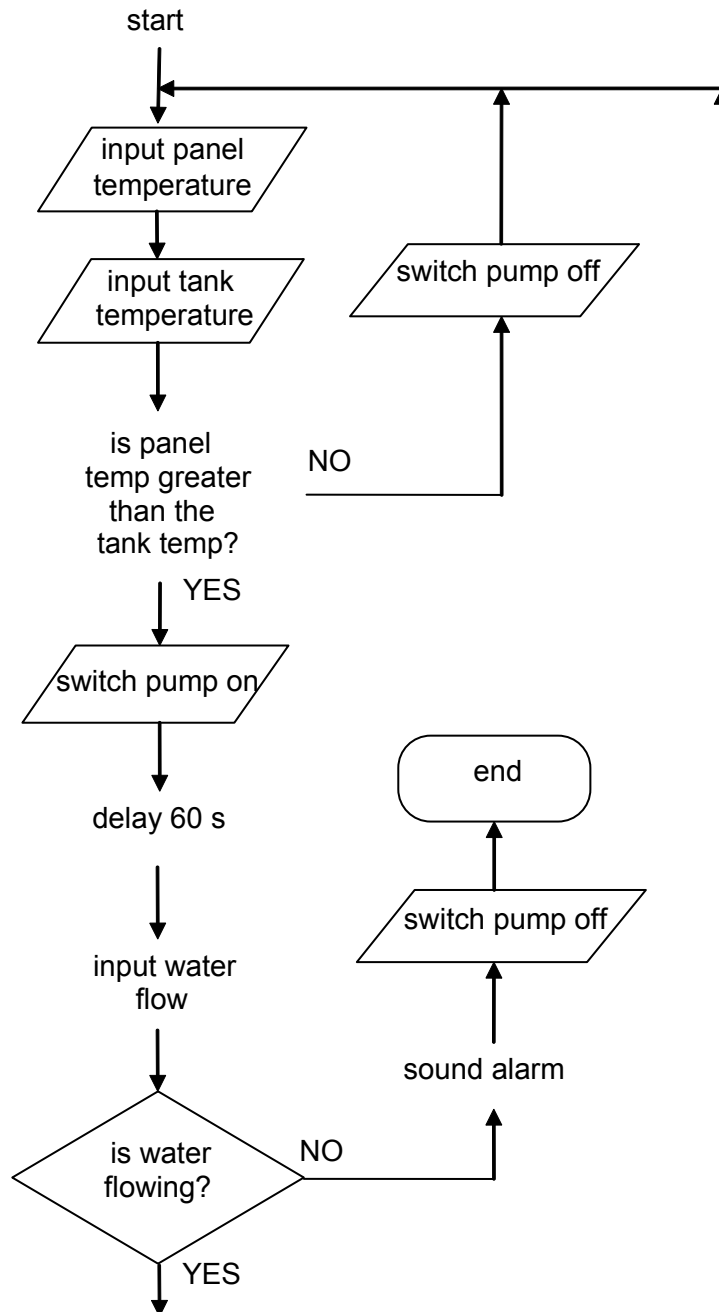 start
input panel
temperature
input tank
temperature
switch pump off
is panel
temp greater
than the
tank temp?
NO
YES
switch pump on
delay 60 s
end
switch pump off
input water
flow
sound alarm
is water
flowing?
NO
YES